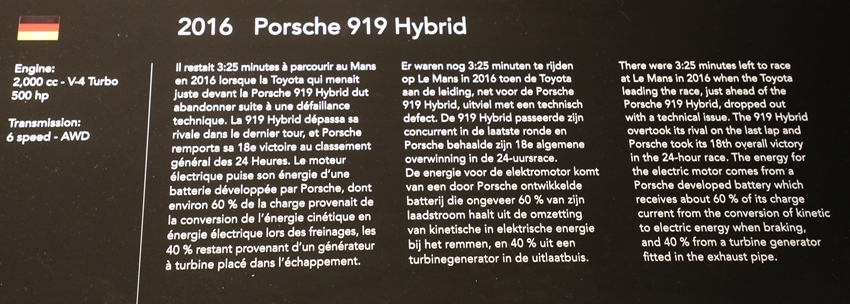 2016 Porsche 919 Hybrid
Engine:
2,000 cc - V-4 Turbo
500 hp
Transmission:
6 speed - AWD
Il restait 3:25 minutes à parcourir au Mans
en 2016 lorsque la Toyota qui menait
juste devant la Porsche 919 Hybrid dut
abandonner suite à une défaillance
technique. La 919 Hybrid dépassa sa
rivale dans le dernier tour, et Porsche
remporta sa 18e victoire au classement
général des 24 Heures. Le moteur
électrique puise son énergie d'une
batterie développée par Porsche, dont
environ 60 % de la charge provenait de
la conversion de l'énergie cinétique en
énergie électrique lors des freinages, les
40 % restant provenant d'un générateur
à turbine placé dans l'échappement.
Er waren nog 3:25 minuten te rijden
op Le Mans in 2016 toen de Toyota
aan de leiding, net voor de Porsche
919 Hybrid, uitviel met een technisch
defect. De 919 Hybrid passeerde zijn
concurrent in de laatste ronde en
Porsche behaalde zijn 18e algemene
overwinning in de 24-uursrace.
De energie voor de elektromotor komt
van een door Porsche ontwikkelde
batterij die ongeveer 60 % van zijn
laadstroom haalt uit de omzetting
van kinetische in elektrische energie
bij het remmen, en 40 % uit een
turbinegenerator in de uitlaatbuis.
There were 3:25 minutes left to race
at Le Mans in 2016 when the Toyota
leading the race, just ahead of the
Porsche 919 Hybrid, dropped out
with a technical issue. The 919 Hybrid
overtook its rival on the last lap and
Porsche took its 18th overall victory
in the 24-hour race. The energy for
the electric motor comes from a
Porsche developed battery which
receives about 60 % of its charge
current from the conversion of kinetic
to electric energy when braking,
and 40 % from a turbine generator
fitted in the exhaust pipe.